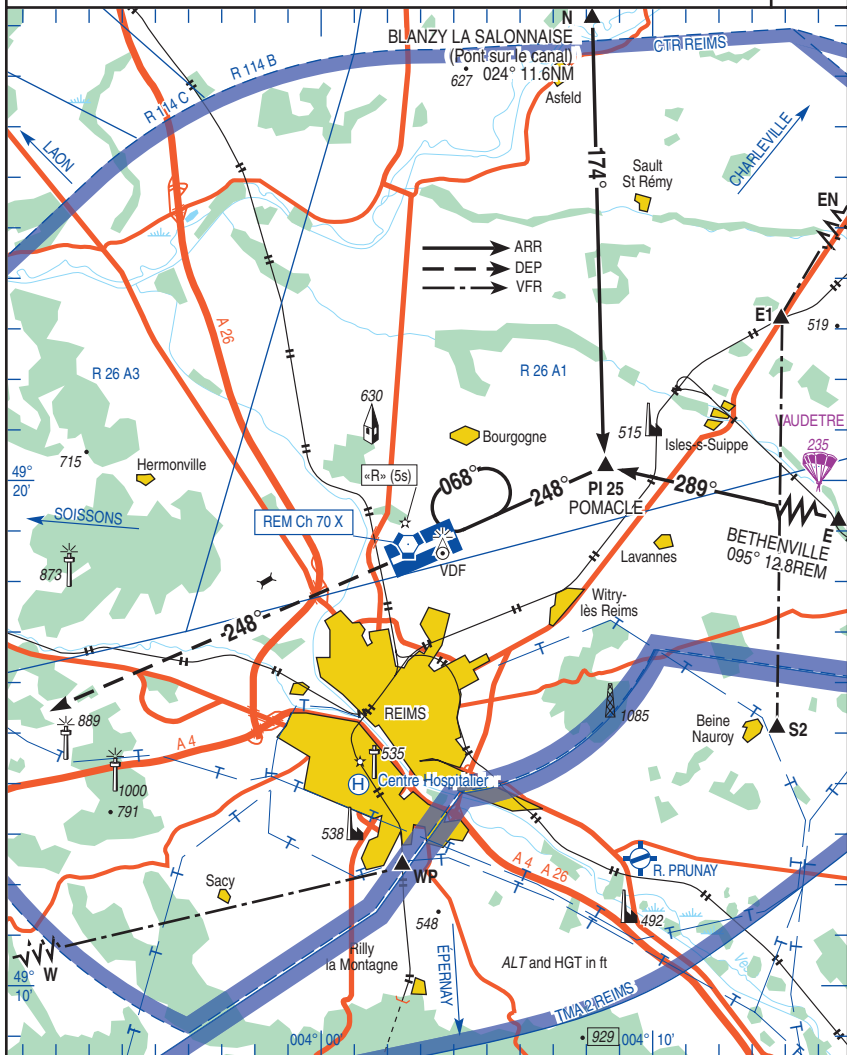 N
BLANZY LA SALONNAISE
(Pont sur le canal)
024° 11.6NM
627
CTR REIMS
R 114 B
R 114 C
Asfeld
LAON
174°
Sault
St Rémy
CHARLEVILLE
EN
ARR
DEP
VFR
E1
519
A 26
R 26 A3
R 26 A1
630
515
Isles-s-Suippe
VAUDETRE
235
715
Hermonville
Bourgogne
«R» (5s)
49°
20'
068°
248°
PI 25
POMACLE
289°
SOISSONS
REM Ch 70 X
VDF
E
BETHENVILLE
095° 12.8REM
873
Lavannes
Witry-
lès Reims
248°
889
REIMS
1085
Beine
Nauroy
S2
A 4
535
1000
791
H
Centre Hospitalier
538
A 4 A 26
R. PRUNAY
WP
Sacy
492
548
W
Rilly
la Montagne
ÉPERNAY
ALT and HGT in ft
49°
10'
TMA 2 REIMS
004° 00'
929
004° 10'